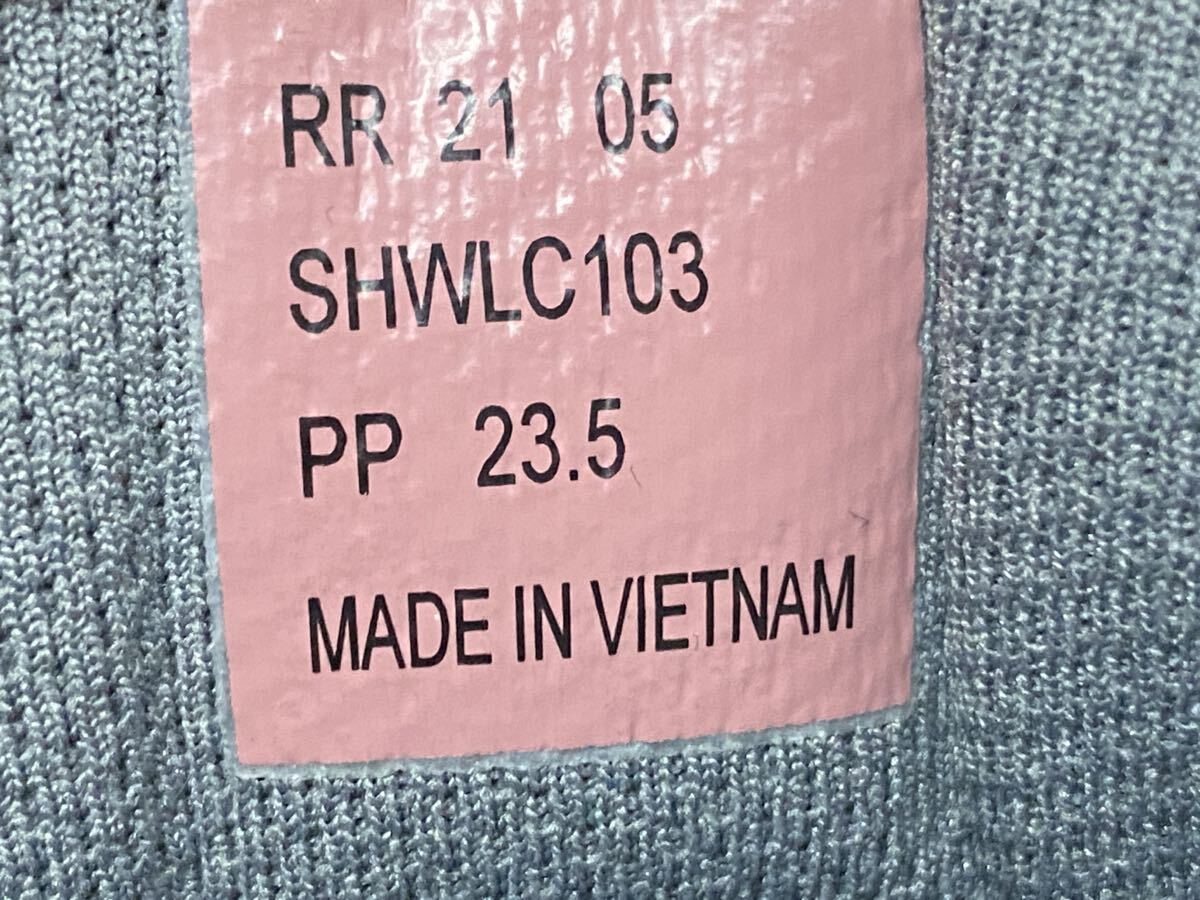 RR 21 05
SHWLC103
PP 23.5
MADE IN VIETNAM